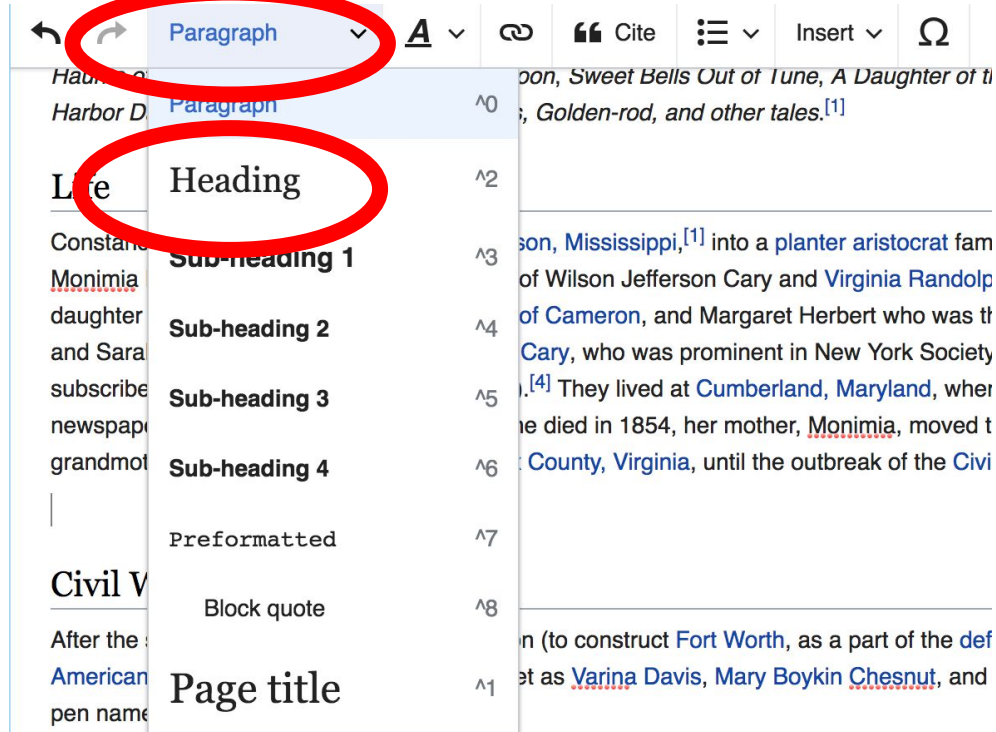 Paragraph A Cite Insert Ω
oon, Sweet Bells Out of Tune, A Daughter of
Paragraph ^0
Harbor D , Golden-rod, and other tales.[1]
Heading ^2
Life
Constanc son, Mississippi,[1] into a planter aristocrat fam
Sub-heading 1 ^3
Monimia of Wilson Jefferson Cary and Virginia Randolp
daughter of Cameron, and Margaret Herbert who was th
Sub-heading 2 ^4
and Sara Cary, who was prominent in New York Society
subscribe ).[4] They lived at Cumberland, Maryland, wher
Sub-heading 3 ^5
newspape he died in 1854, her mother, Monimia, moved t
grandmot County, Virginia, until the outbreak of the Civi
Sub-heading 4 ^6
Preformatted ^7
Civil W
Block quote ^8
After the n (to construct Fort Worth, as a part of the def
American et as Varina Davis, Mary Boykin Chesnut, and
Page title ^1
pen name